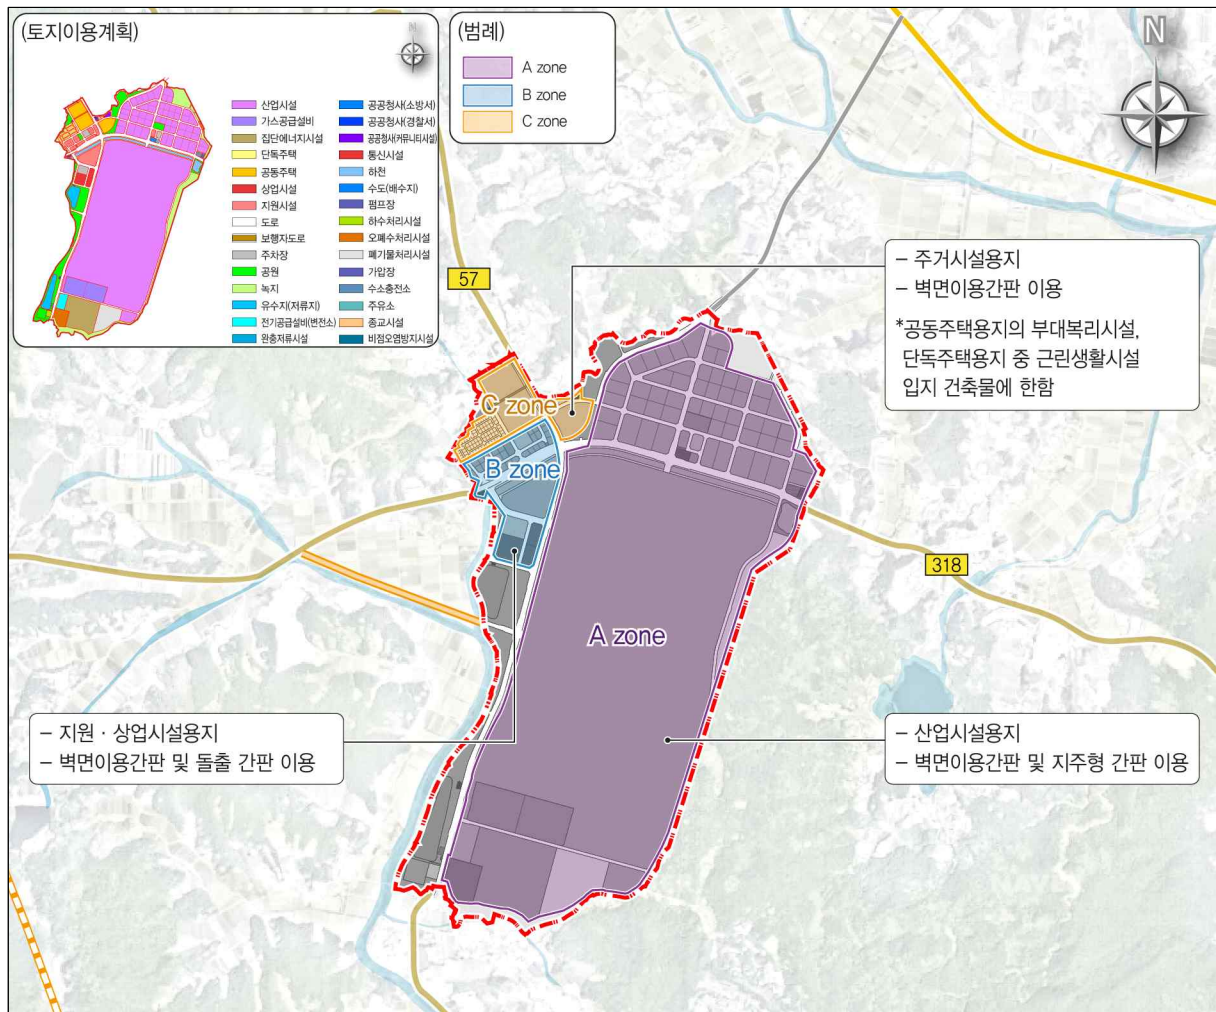 (토지이용계획)
N
산업시설
가스공급설비
집단에너지시설
단독주택
공동주택
상업시설
지원시설
도로
보행자도로
주차장
공원
녹지
유수지(저류지)
전기공급설비(변전소)
완충저류시설
공공청사(소방서)
공공청사(경찰서)
공공청사(커뮤니티시설)
통신시설
하천
수도(배수지)
펌프장
하수처리시설
오폐수처리시설
폐기물처리시설
가압장
수소충전소
주유소
종교시설
비점오염방지시설
(범례)
A zone
B zone
C zone
N
57
– 주거시설용지
– 벽면이용간판 이용
*공동주택용지의 부대복리시설,
단독주택용지 중 근린생활시설
입지 건축물에 한함
C zone
B zone
318
A zone
– 지원 · 상업시설용지
– 벽면이용간판 및 돌출 간판 이용
– 산업시설용지
– 벽면이용간판 및 지주형 간판 이용